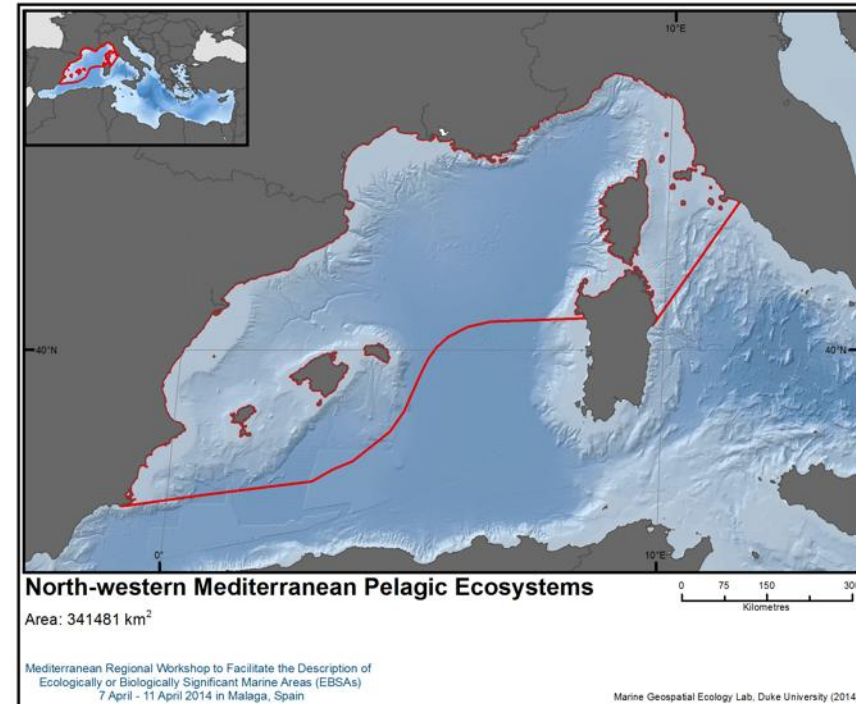 10°E
40°N
40°N
0°
10°E
North-western Mediterranean Pelagic Ecosystems
0 75 150 300
Kilometres
Area: 341481 km²
Mediterranean Regional Workshop to Facilitate the Description of
Ecologically or Biologically Significant Marine Areas (EBSAs)
7 April - 11 April 2014 in Malaga, Spain
Marine Geospatial Ecology Lab, Duke University (2014